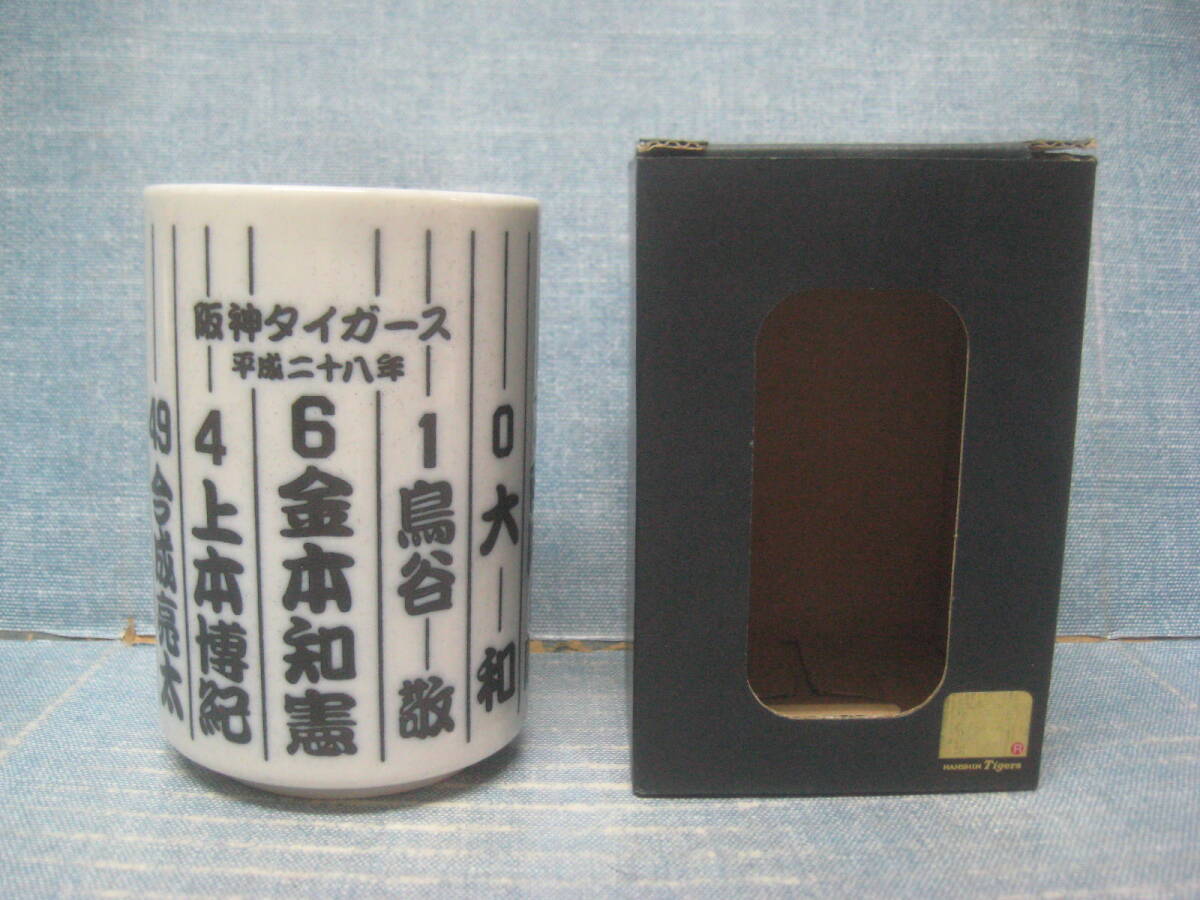 阪神タイガース
平成二十八年
0 大和
1 鳥谷敬
6 金本知憲
4 上本博紀
49 今成亮太
R
HANSHIN Tigers